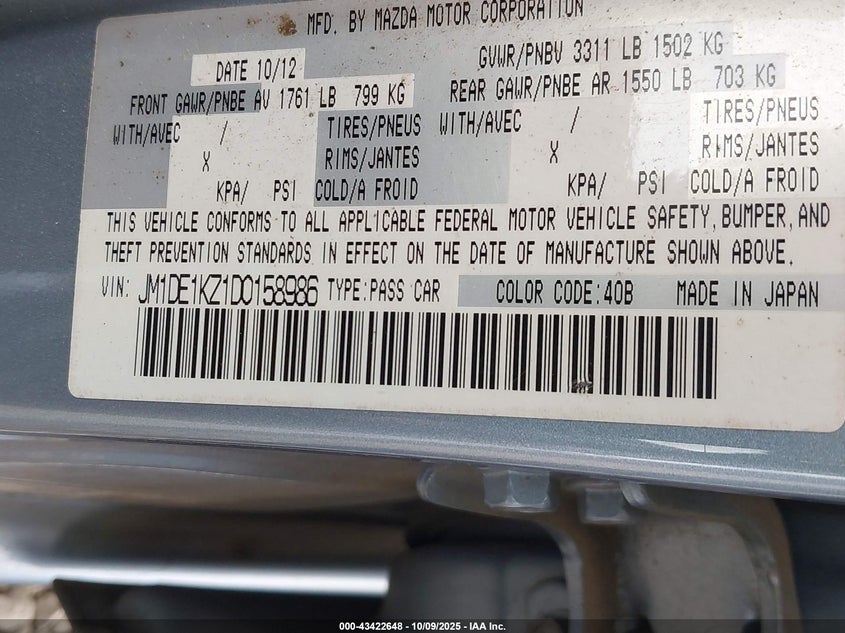 MFD. BY MAZDA MOTOR CORPORATION
DATE 10/12 GVWR/PNBV 3311 LB 1502 KG
FRONT GAWR/PNBE AV 1761 LB 799 KG REAR GAWR/PNBE AR 1550 LB 703 KG
WITH/AVEC / TIRES/PNEUS WITH/AVEC / TIRES/PNEUS
X RIMS/JANTES X RIMS/JANTES
KPA/ PSI COLD/A FROID KPA/ PSI COLD/A FROID
THIS VEHICLE CONFORMS TO ALL APPLICABLE FEDERAL MOTOR VEHICLE SAFETY, BUMPER, AND
THEFT PREVENTION STANDARDS IN EFFECT ON THE DATE OF MANUFACTURE SHOWN ABOVE.
VIN: JM1DE1KZ1D0158986 TYPE:PASS CAR COLOR CODE:40B MADE IN JAPAN
000-43422648 - 10/09/2025 - IAA Inc.